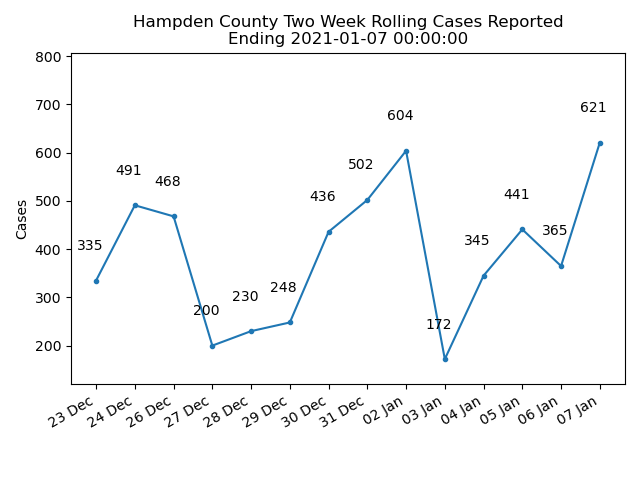 Hampden County Two Week Rolling Cases Reported
Ending 2021-01-07 00:00:00
800
700
600
500
400
300
200
Cases
335
491
468
200
230
248
436
502
604
172
345
441
365
621
23 Dec
24 Dec
26 Dec
27 Dec
28 Dec
29 Dec
30 Dec
31 Dec
02 Jan
03 Jan
04 Jan
05 Jan
06 Jan
07 Jan